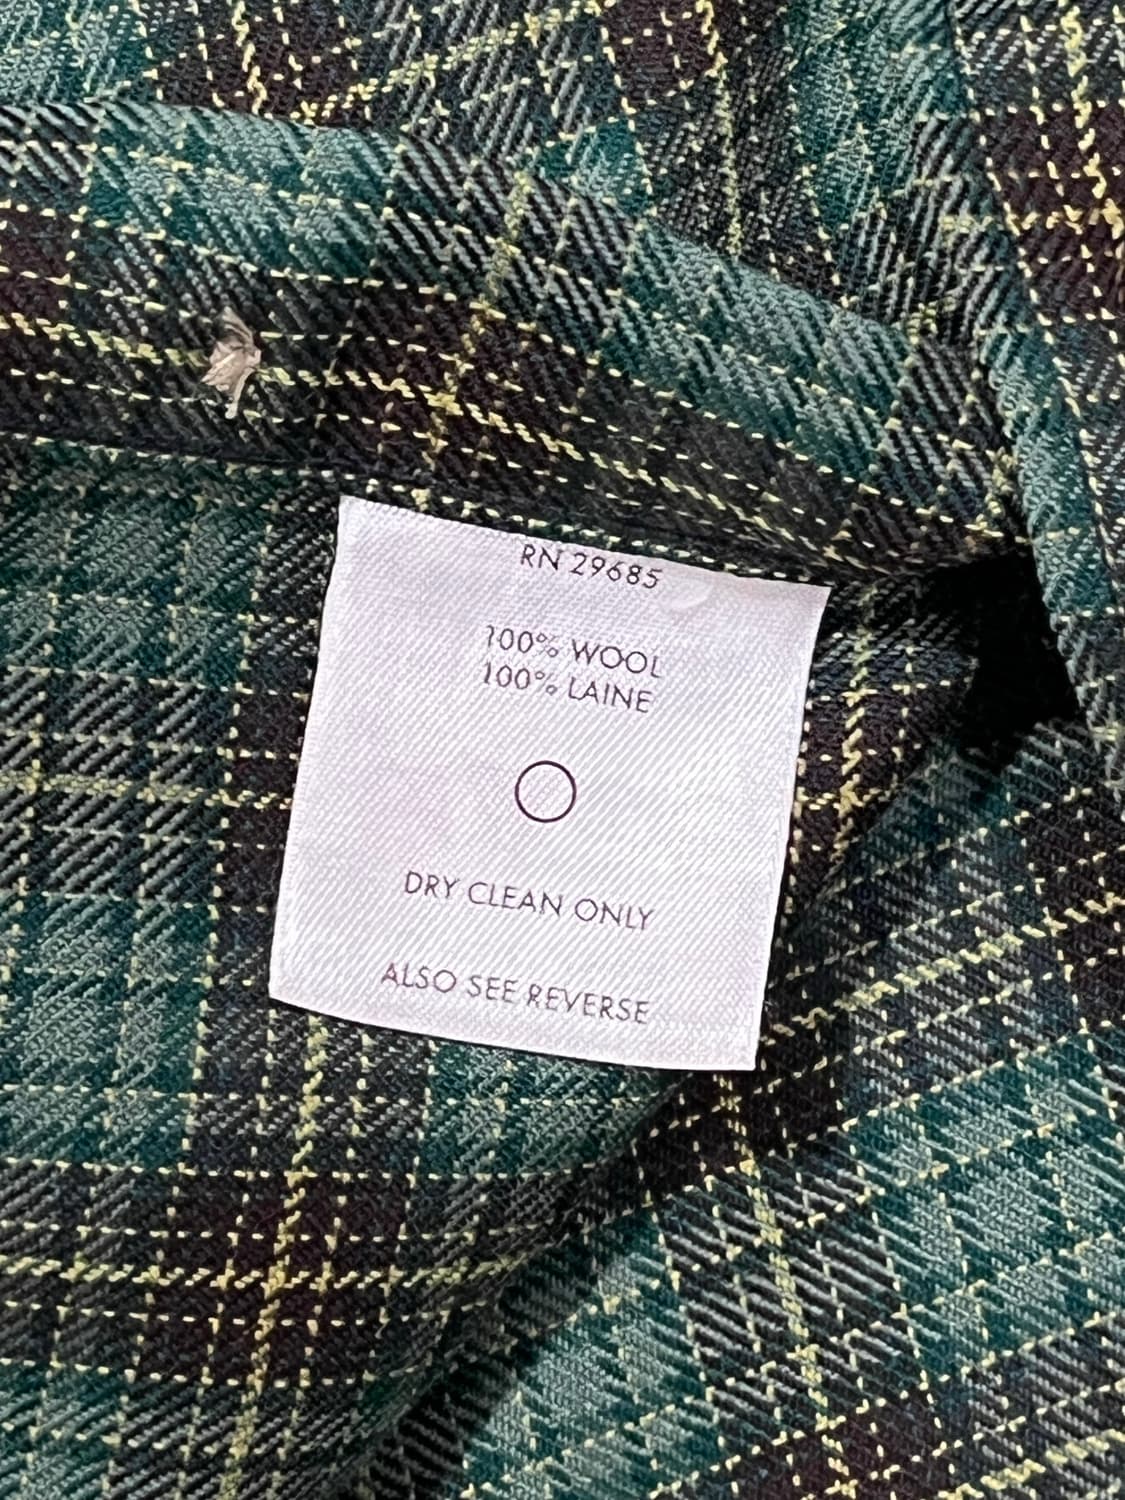 RN 29685
100% WOOL
100% LAINE
DRY CLEAN ONLY
ALSO SEE REVERSE